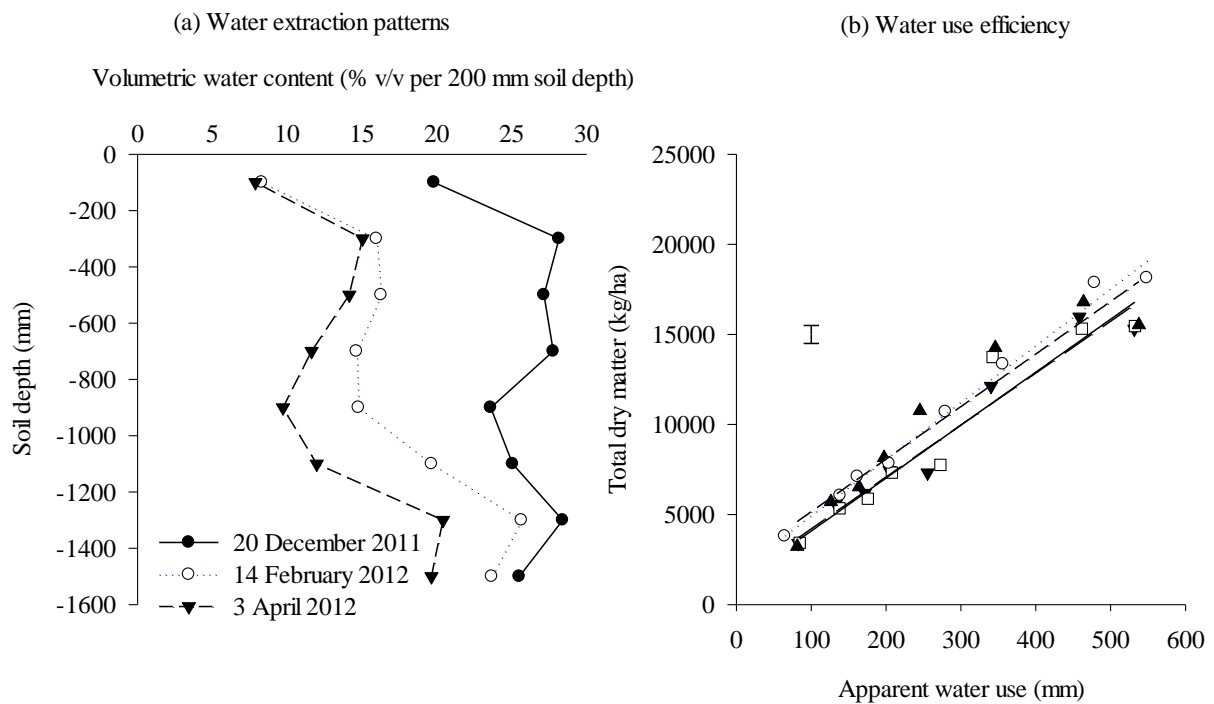 (a) Water extraction patterns
Volumetric water content (% v/v per 200 mm soil depth)
0 5 10 15 20 25 30
0
-200
-400
-600
-800
-1000
-1200
-1400
-1600
Soil depth (mm)
20 December 2011
14 February 2012
3 April 2012
(b) Water use efficiency
25000
20000
15000
10000
5000
0
Total dry matter (kg/ha)
0 100 200 300 400 500 600
Apparent water use (mm)